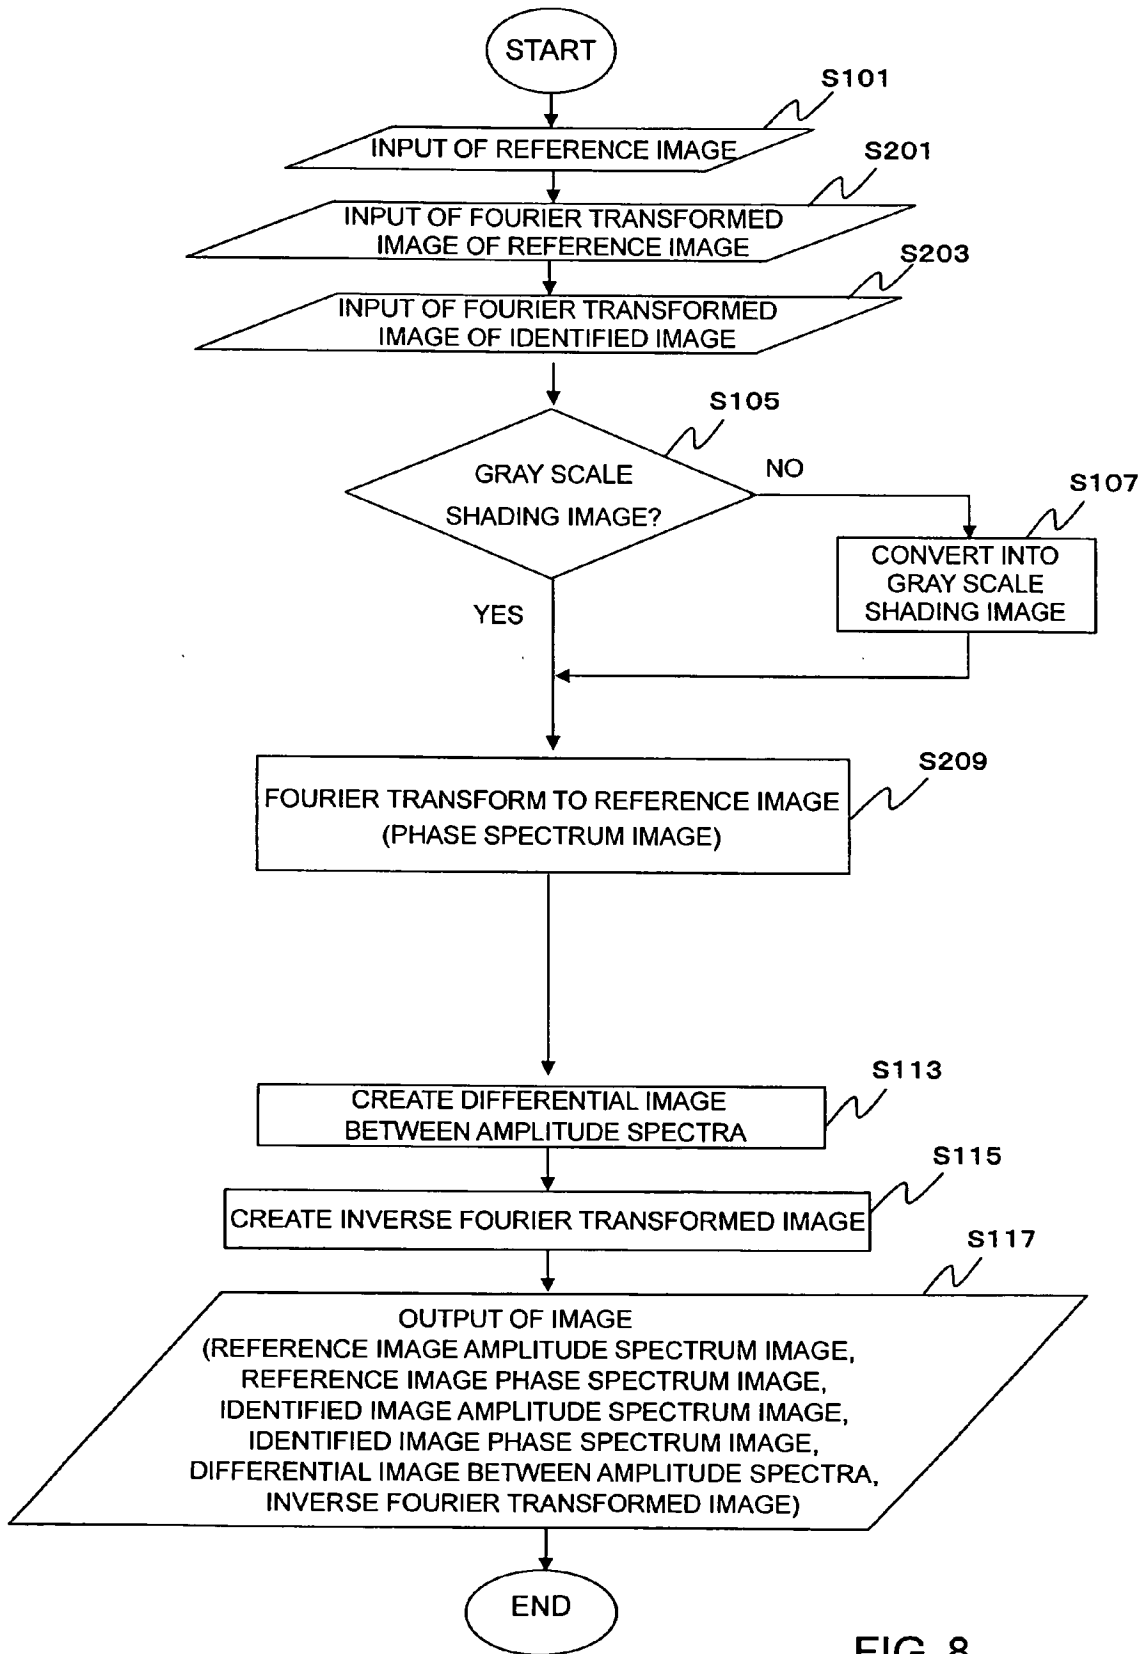 START
S101
INPUT OF REFERENCE IMAGE
S201
INPUT OF FOURIER TRANSFORMED
IMAGE OF REFERENCE IMAGE
S203
INPUT OF FOURIER TRANSFORMED
IMAGE OF IDENTIFIED IMAGE
S105
GRAY SCALE
SHADING IMAGE?
NO
S107
CONVERT INTO
GRAY SCALE
SHADING IMAGE
YES
S209
FOURIER TRANSFORM TO REFERENCE IMAGE
(PHASE SPECTRUM IMAGE)
S113
CREATE DIFFERENTIAL IMAGE
BETWEEN AMPLITUDE SPECTRA
S115
CREATE INVERSE FOURIER TRANSFORMED IMAGE
S117
OUTPUT OF IMAGE
(REFERENCE IMAGE AMPLITUDE SPECTRUM IMAGE,
REFERENCE IMAGE PHASE SPECTRUM IMAGE,
IDENTIFIED IMAGE AMPLITUDE SPECTRUM IMAGE,
IDENTIFIED IMAGE PHASE SPECTRUM IMAGE,
DIFFERENTIAL IMAGE BETWEEN AMPLITUDE SPECTRA,
INVERSE FOURIER TRANSFORMED IMAGE)
END
FIG. 8